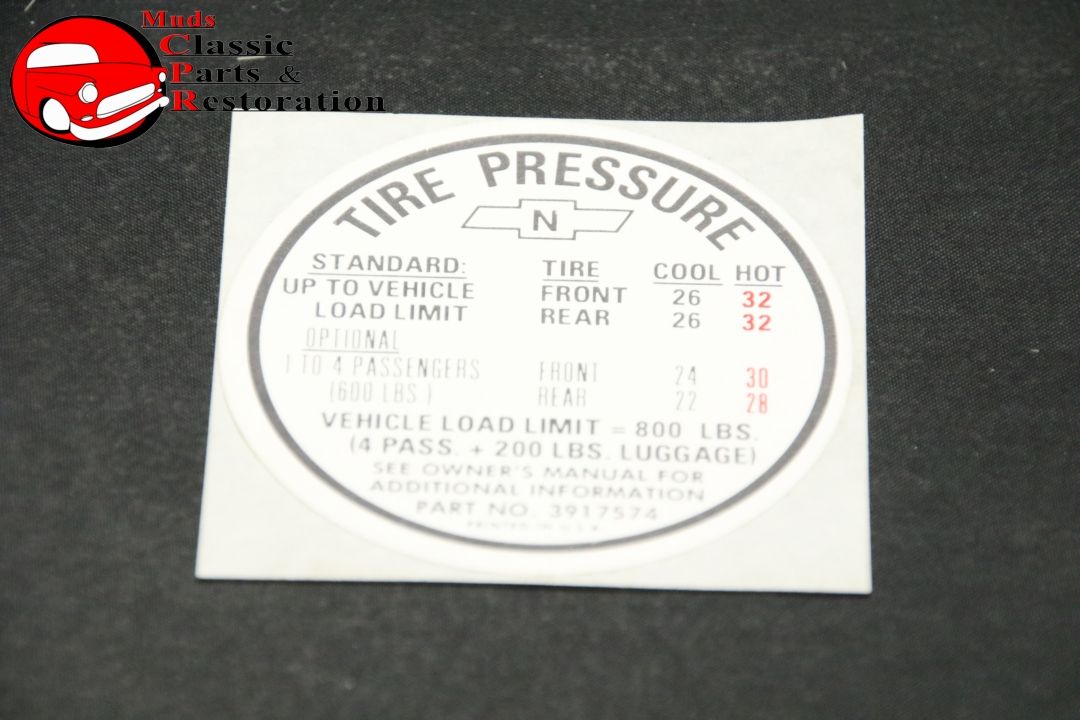 Muds
Classic
Parts &
Restoration
TIRE PRESSURE
N
STANDARD: TIRE COOL HOT
UP TO VEHICLE FRONT 26 32
LOAD LIMIT REAR 26 32
OPTIONAL
1 TO 4 PASSENGERS FRONT 24 30
(600 LBS.) REAR 22 28
VEHICLE LOAD LIMIT = 800 LBS.
(4 PASS. + 200 LBS. LUGGAGE)
SEE OWNER'S MANUAL FOR
ADDITIONAL INFORMATION
PART NO. 3917574
PRINTED IN U.S.A.